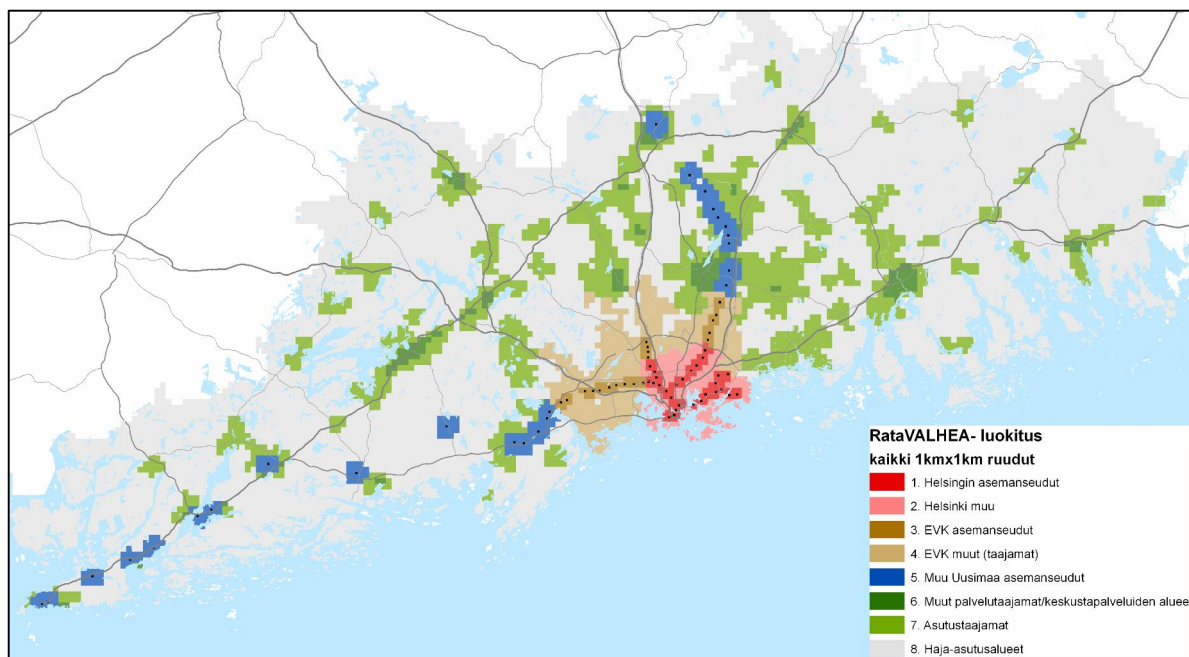 RataVALHEA- luokitus
kaikki 1kmx1km ruudut
1. Helsingin asemanseudut
2. Helsinki muu
3. EVK asemanseudut
4. EVK muut (taajamat)
5. Muu Uusimaa asemanseudut
6. Muut palvelutaajamat/keskustapalveluiden aluee
7. Asutustaajamat
8. Haja-asutusalueet